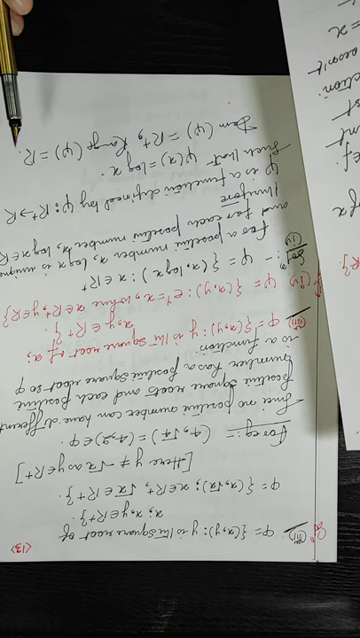 (13)
Q. (iii) φ = {(x,y) : y is the square root of
x; x,y ∈ R+}.
φ = {(x,√x) ; x ∈ R+, √x ∈ R+}.
[Here y ≠ √x as y ∈ R+]
For eg :- (4,√4) = (4,2) ∈ φ
Since no positive number can have different
positive square roots and each positive
number has a positive square root so φ
is a function
(iii) φ = {(x,y) : y is the square root of x;
x,y ∈ R+}.
(iv) φ = {(x,y) : e^y = x, where x ∈ R+, y ∈ R}
Sol^n (iv) :- φ = {(x, log x) : x ∈ R+
For a positive number x, log x ∈ R
and for each positive number x, log x is unique
Therefore
φ is a function defined by φ : R+ → R
such that φ(x) = log x.
Dom (φ) = R+, Range (φ) = R.